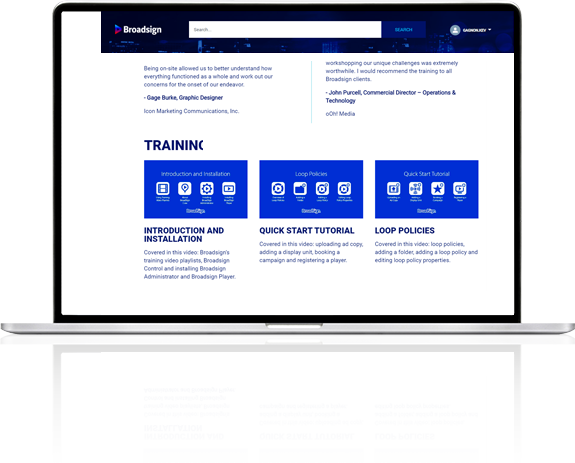 Broadsign
Search...
SEARCH
GAGNON.KEV
Being on-site allowed us to better understand how
everything functioned as a whole and work out our
concerns for the onset of our endeavor.
- Gage Burke, Graphic Designer
Icon Marketing Communications, Inc.
workshopping our unique challenges was extremely
worthwhile. I would recommend the training to all
Broadsign clients.
- John Purcell, Commercial Director – Operations &
Technology
oOh! Media
TRAINING
Introduction and Installation
Broadsign
Loop Policies
Broadsign
Quick Start Tutorial
Broadsign
INTRODUCTION AND
INSTALLATION
Covered in this video: Broadsign's
training video playlists, Broadsign
Control and installing Broadsign
Administrator and Broadsign Player.
QUICK START TUTORIAL
Covered in this video: uploading ad copy,
adding a display unit, booking a
campaign and registering a player.
LOOP POLICIES
Covered in this video: loop policies,
adding a folder, adding a loop policy and
editing loop policy properties.